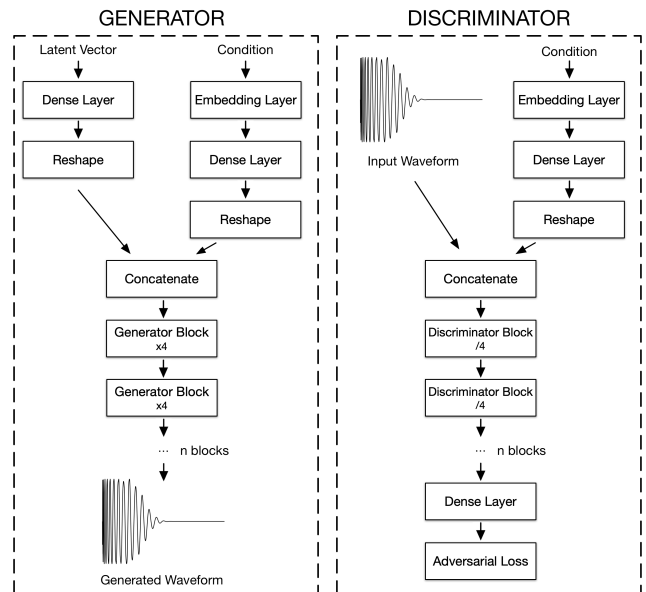 GENERATOR
Latent Vector
Condition
Dense Layer
Embedding Layer
Reshape
Dense Layer
Reshape
Concatenate
Generator Block
x4
Generator Block
x4
... n blocks
Generated Waveform
DISCRIMINATOR
Condition
Embedding Layer
Input Waveform
Dense Layer
Reshape
Concatenate
Discriminator Block
/4
Discriminator Block
/4
... n blocks
Dense Layer
Adversarial Loss